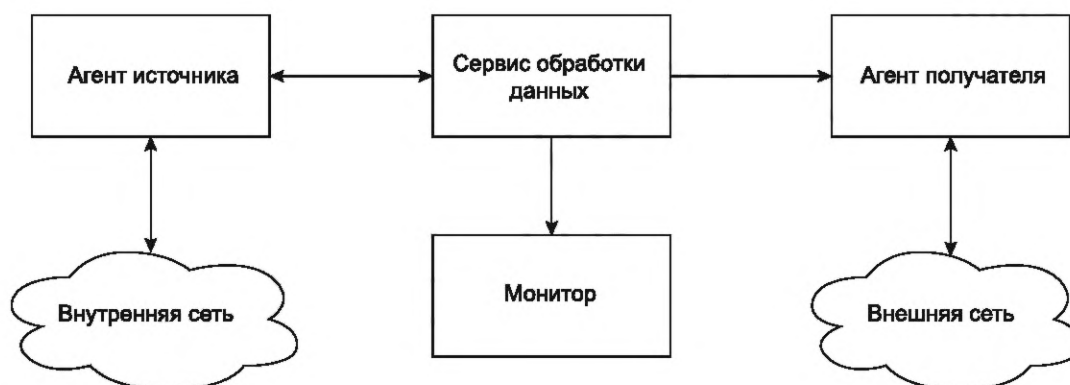 Агент источника
Сервис обработки
данных
Агент получателя
Внутренняя сеть
Монитор
Внешняя сеть